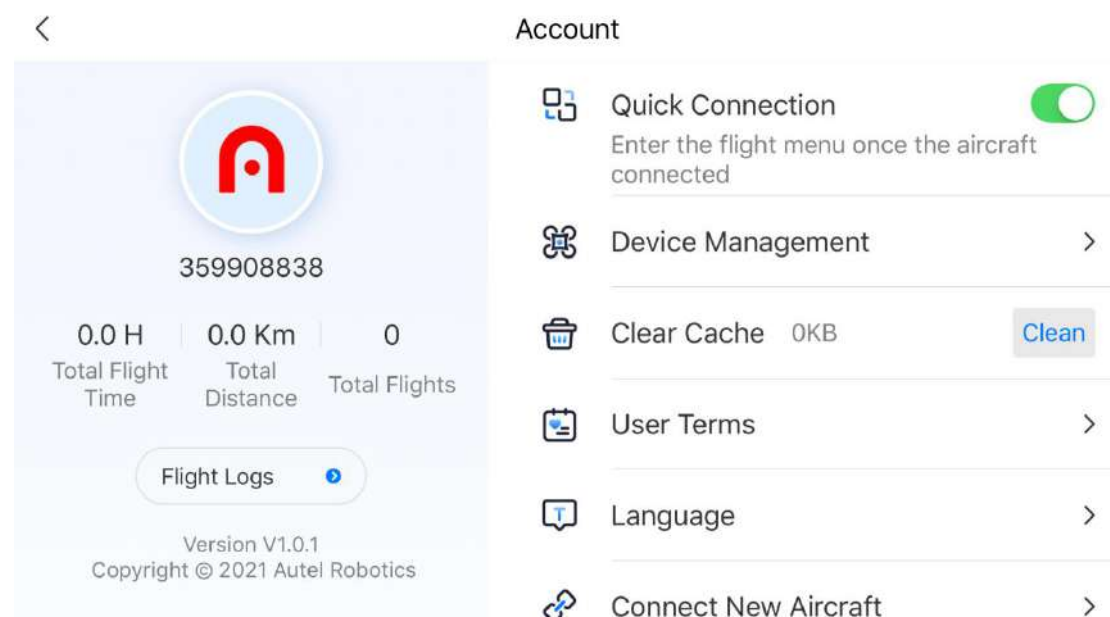 Account
359908838
0.0 H
0.0 Km
0
Total Flight
Time
Total
Distance
Total Flights
Flight Logs
Version V1.0.1
Copyright © 2021 Autel Robotics
Quick Connection
Enter the flight menu once the aircraft
connected
Device Management
Clear Cache 0KB
Clean
User Terms
Language
Connect New Aircraft